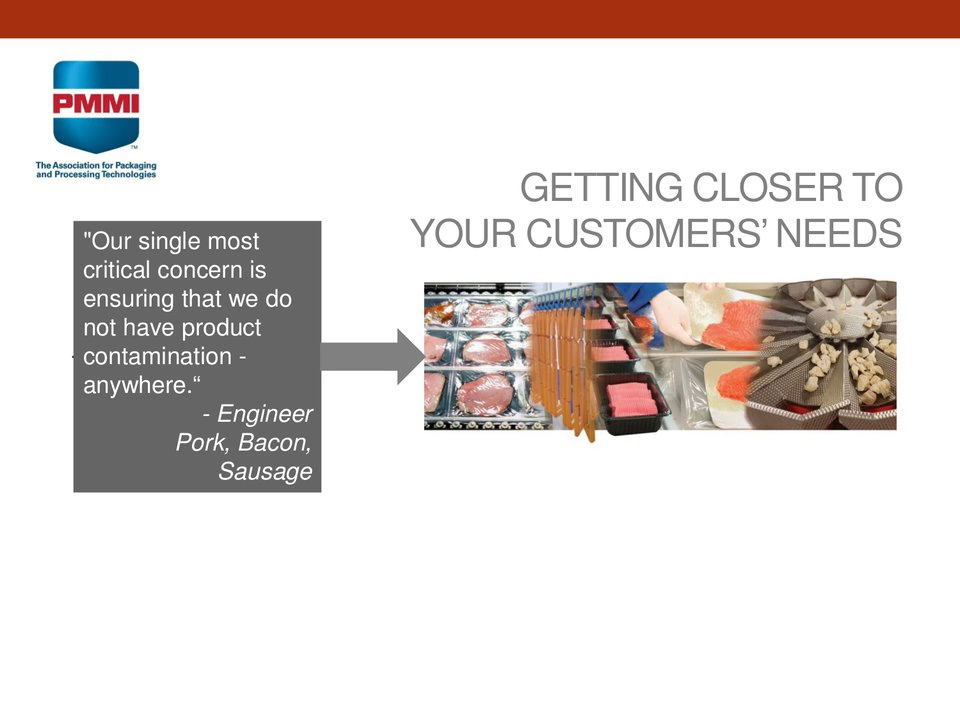 PMMI
™
The Association for Packaging
and Processing Technologies
GETTING CLOSER TO
YOUR CUSTOMERS’ NEEDS
"Our single most
critical concern is
ensuring that we do
not have product
contamination -
anywhere.“
- Engineer
Pork, Bacon,
Sausage